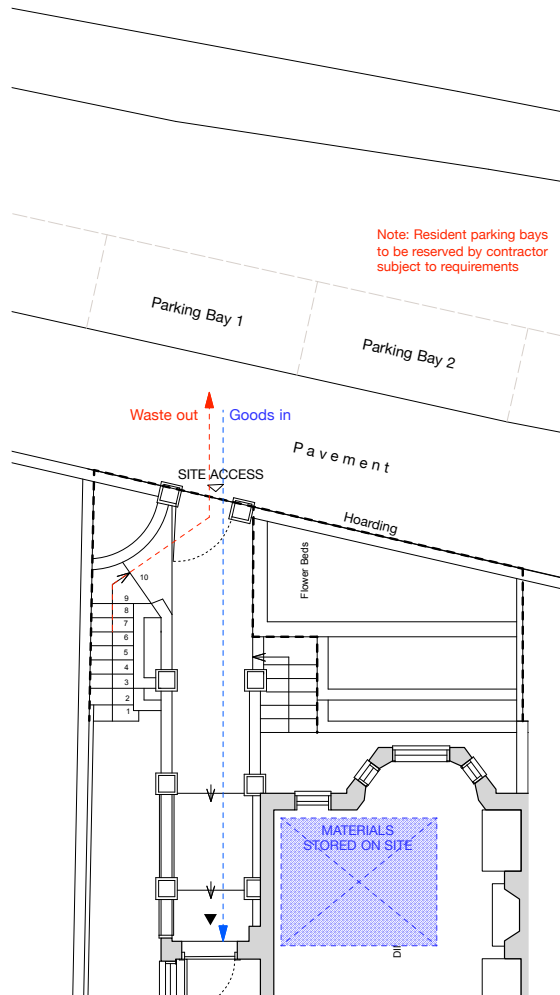 Note: Resident parking bays
to be reserved by contractor
subject to requirements
Parking Bay 1
Parking Bay 2
Waste out
Goods in
Pavement
SITE ACCESS
Hoarding
Flower Beds
10
9
8
7
6
5
4
3
2
1
MATERIALS
STORED ON SITE